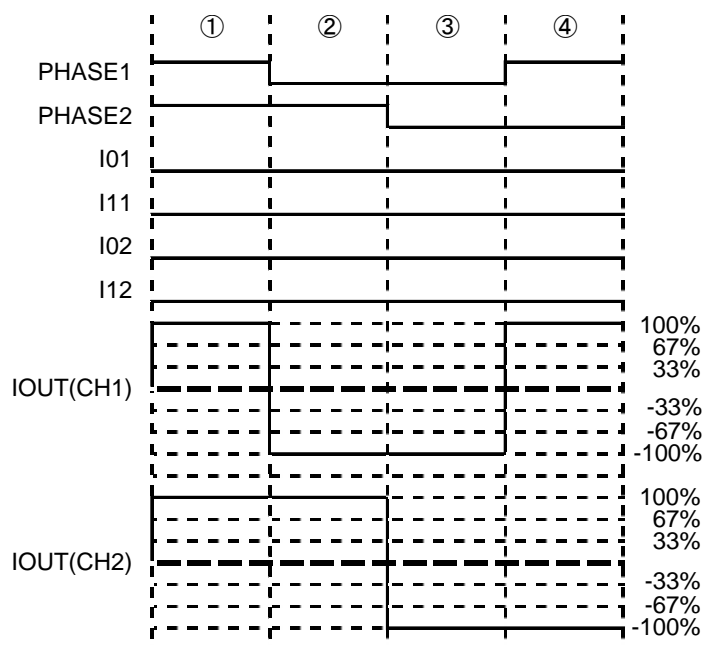 ① ② ③ ④
PHASE1
PHASE2
I01
I11
I02
I12
IOUT(CH1)
100%
67%
33%
-33%
-67%
-100%
IOUT(CH2)
100%
67%
33%
-33%
-67%
-100%